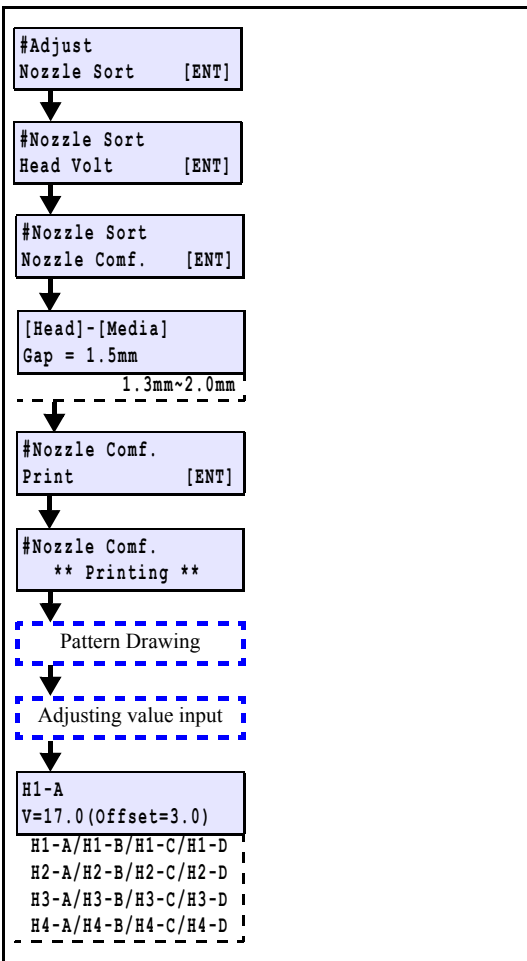 #Adjust
Nozzle Sort [ENT]
#Nozzle Sort
Head Volt [ENT]
#Nozzle Sort
Nozzle Comf. [ENT]
[Head]-[Media]
Gap = 1.5mm
1.3mm~2.0mm
#Nozzle Comf.
Print [ENT]
#Nozzle Comf.
** Printing **
Pattern Drawing
Adjusting value input
H1-A
V=17.0(Offset=3.0)
H1-A/H1-B/H1-C/H1-D
H2-A/H2-B/H2-C/H2-D
H3-A/H3-B/H3-C/H3-D
H4-A/H4-B/H4-C/H4-D